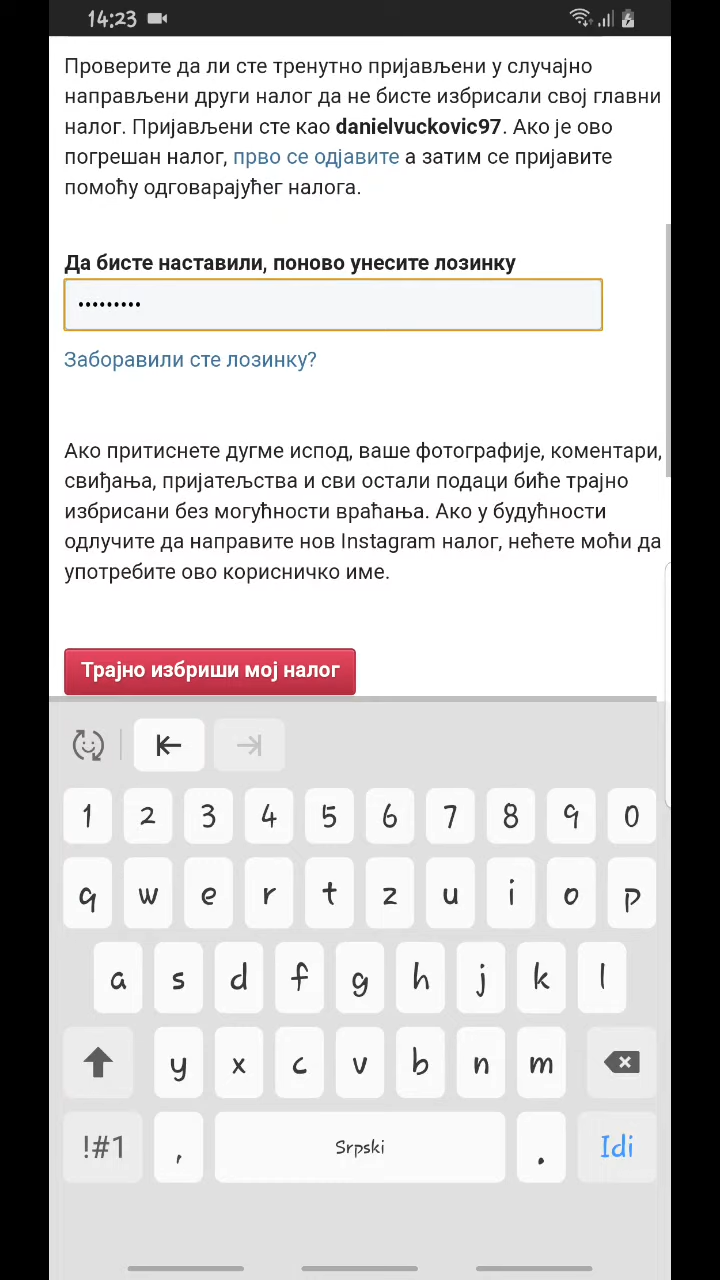 14:23
Проверите да ли сте тренутно пријављени у случајно
направљени други налог да не бисте избрисали свој главни
налог. Пријављени сте као danielvuckovic97. Ако је ово
погрешан налог, прво се одјавите а затим се пријавите
помоћу одговарајућег налога.
Да бисте наставили, поново унесите лозинку
•••••••••
Заборавили сте лозинку?
Ако притиснете дугме испод, ваше фотографије, коментари,
свиђања, пријатељства и сви остали подаци биће трајно
избрисани без могућности враћања. Ако у будућности
одлучите да направите нов Instagram налог, нећете моћи да
употребите ово корисничко име.
Трајно избриши мој налог
1 2 3 4 5 6 7 8 9 0
q w e r t z u i o p
a s d f g h j k l
y x c v b n m
!#1 , Srpski . Idi